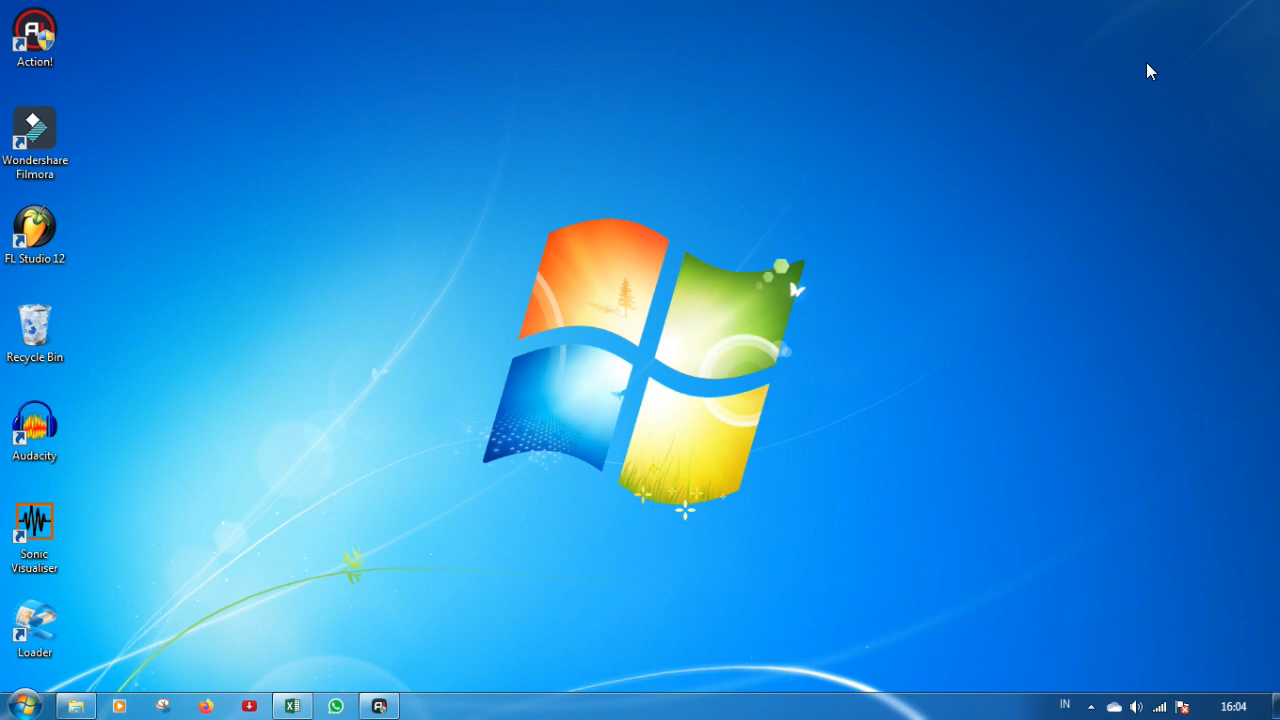 Action!
Wondershare
Filmora
FL Studio 12
Recycle Bin
Audacity
Sonic
Visualiser
Loader
IN
16:04